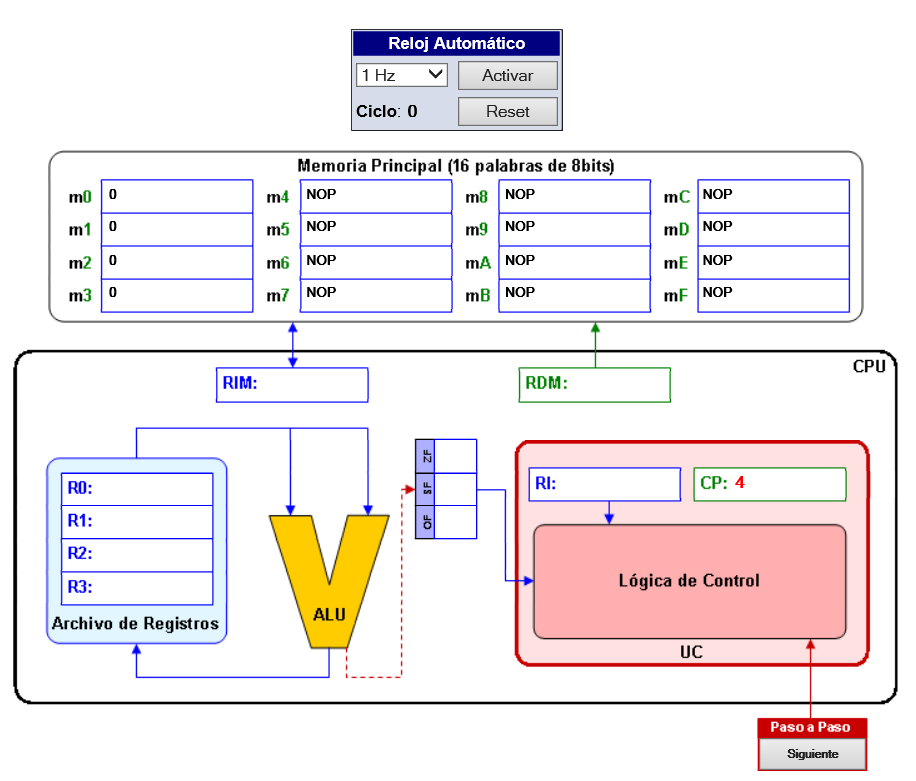 Reloj Automático
1 Hz Activar
Ciclo: 0 Reset
Memoria Principal (16 palabras de 8bits)
m0 0 m4 NOP m8 NOP mC NOP
m1 0 m5 NOP m9 NOP mD NOP
m2 0 m6 NOP mA NOP mE NOP
m3 0 m7 NOP mB NOP mF NOP
CPU
RIM: RDM:
ZF
SF
OF
RI: CP: 4
R0:
R1:
R2:
R3:
Archivo de Registros
ALU
Lógica de Control
UC
Paso a Paso
Siguiente